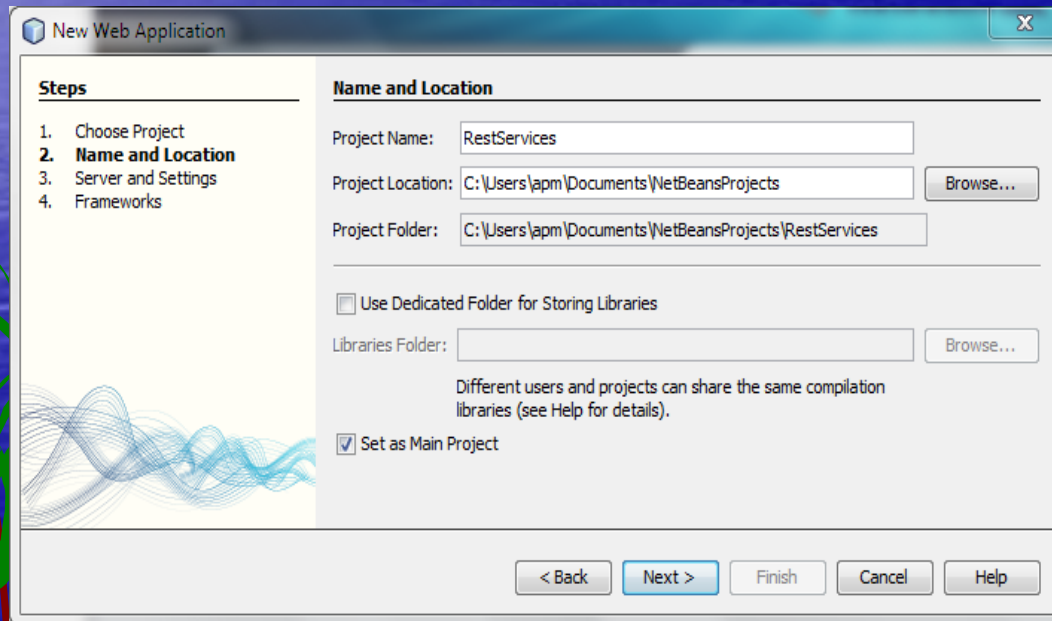 New Web Application
X
Steps
1. Choose Project
2. Name and Location
3. Server and Settings
4. Frameworks
Name and Location
Project Name: RestServices
Project Location: C:\Users\apm\Documents\NetBeansProjects Browse...
Project Folder: C:\Users\apm\Documents\NetBeansProjects\RestServices
Use Dedicated Folder for Storing Libraries
Libraries Folder: Browse...
Different users and projects can share the same compilation
libraries (see Help for details).
Set as Main Project
< Back Next > Finish Cancel Help